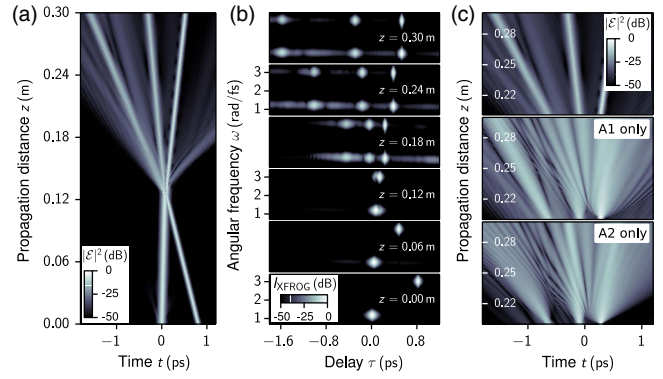 (a)
0.30
0.24
0.18
0.12
0.06
0.00
Propagation distance z (m)
|ℰ|² (dB)
0
-25
-50
−1
0
1
Time t (ps)
(b)
z = 0.30 m
3
2
1
z = 0.24 m
z = 0.18 m
z = 0.12 m
z = 0.06 m
3
2
1
I_XFROG (dB)
-50
-25
0
z = 0.00 m
Angular frequency ω (rad/fs)
−1.6
−0.8
0.0
0.8
Delay τ (ps)
(c)
|ℰ|² (dB)
0
-25
-50
0.28
0.25
0.22
A1 only
0.28
0.25
0.22
A2 only
0.28
0.25
0.22
Propagation distance z (m)
−1
0
1
Time t (ps)